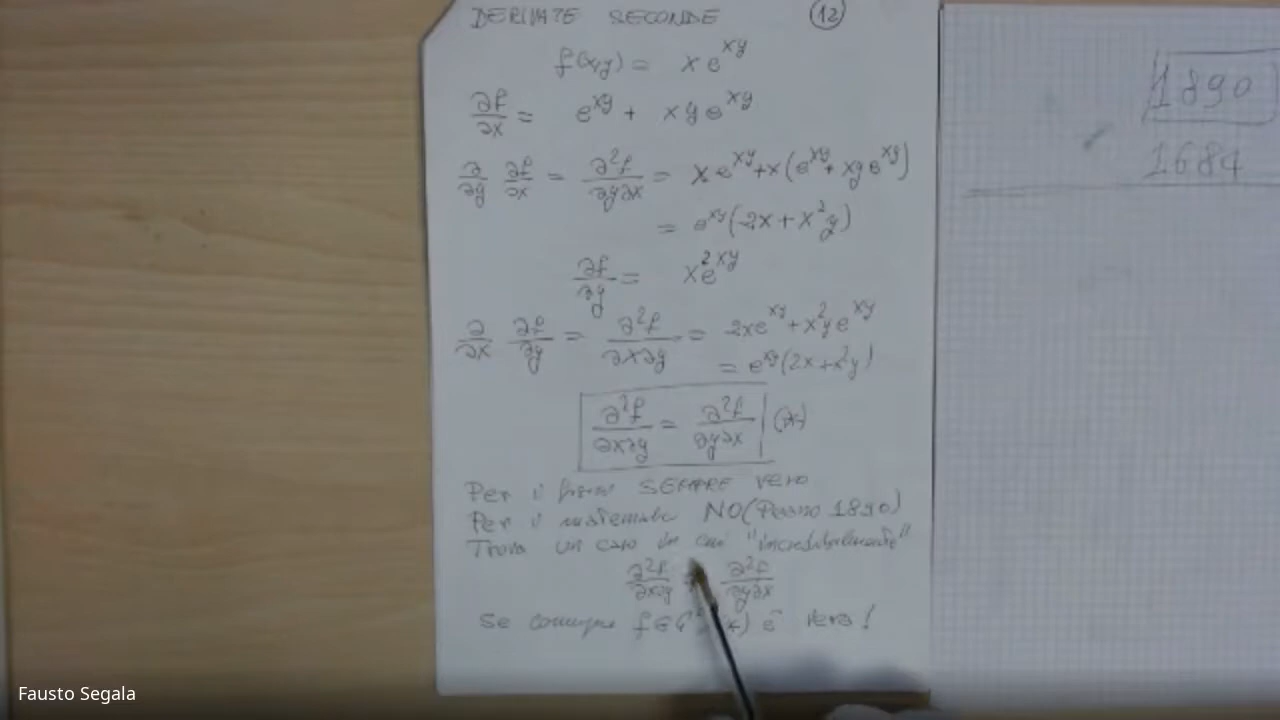 DERIVATE SECONDE (12)
f(x,y) = x e^{xy}
∂f/∂x = e^{xy} + x y e^{xy}
∂/∂y ∂f/∂x = ∂²f/∂y∂x = x e^{xy} + x(e^{xy} + xy e^{xy})
= e^{xy}(2x + x²y)
∂f/∂y = x² e^{xy}
∂/∂x ∂f/∂y = ∂²f/∂x∂y = 2x e^{xy} + x²y e^{xy}
= e^{xy}(2x + x²y)
∂²f/∂x∂y = ∂²f/∂y∂x (*)
Per i fisici SEMPRE vero
Per i NO (Peano 1890)
Trova un caso in cui "incredibilmente"
∂²f/∂x∂y ∂²f/∂y∂x
Se comunque f∈C² è vera!
1890
1684
Fausto Segala